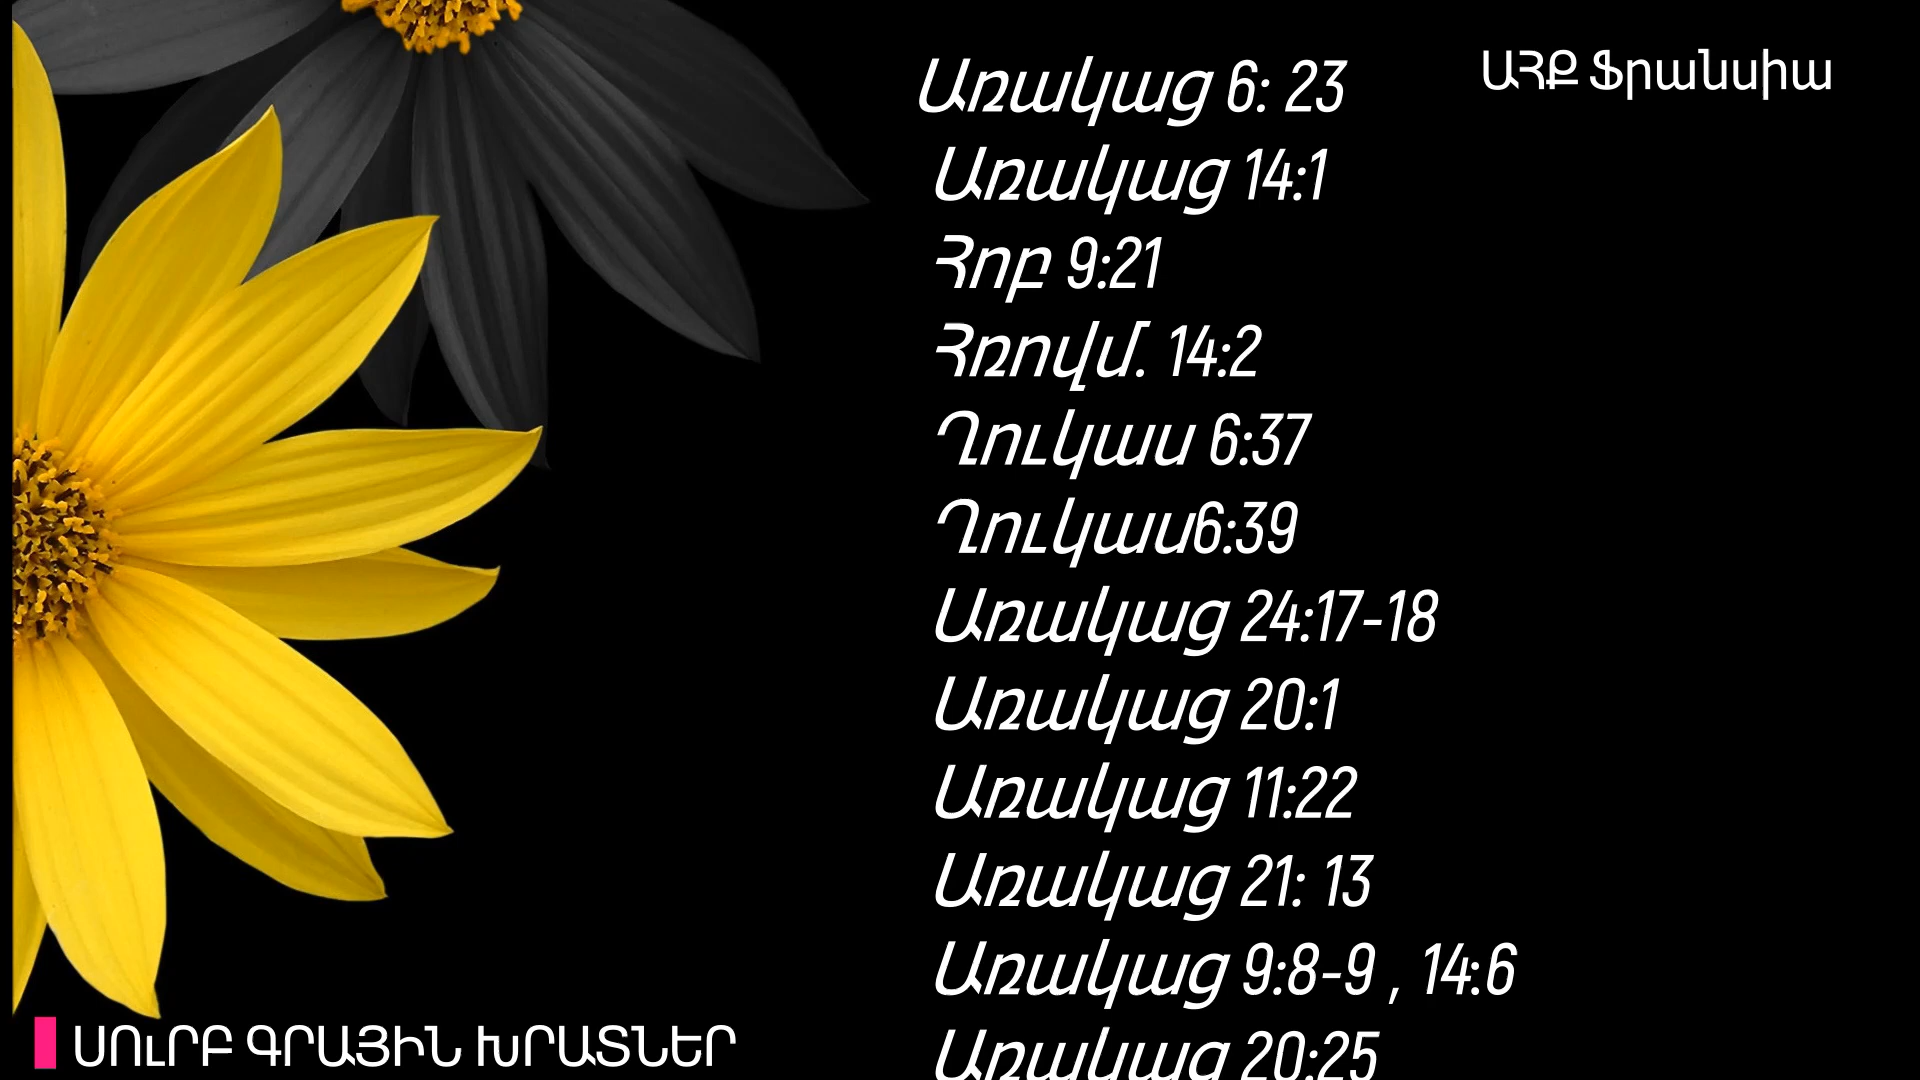 ԱՀՔ Ֆրանսիա
Առակաց 6: 23
Առակաց 14:1
Հոբ 9:21
Հռովմ. 14:2
Ղուկաս 6:37
Ղուկաս6:39
Առակաց 24:17-18
Առակաց 20:1
Առակաց 11:22
Առակաց 21: 13
Առակաց 9:8-9 , 14:6
Առակաց 20:25
ՍՈւՐԲ ԳՐԱՅԻՆ ԽՐԱՏՆԵՐ